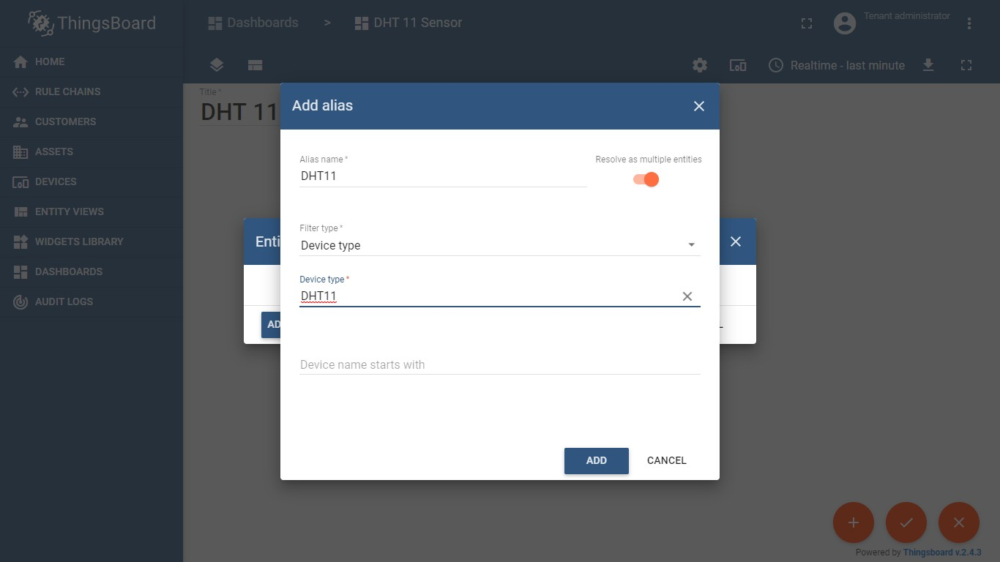 ThingsBoard
Dashboards > DHT 11 Sensor
Tenant administrator
HOME
RULE CHAINS
CUSTOMERS
ASSETS
DEVICES
ENTITY VIEWS
WIDGETS LIBRARY
DASHBOARDS
AUDIT LOGS
Realtime - last minute
Title *
DHT 11
Enti
AD
Add alias
Alias name *
DHT11
Resolve as multiple entities
Filter type *
Device type
Device type *
DHT11
Device name starts with
ADD CANCEL
Powered by Thingsboard v.2.4.3